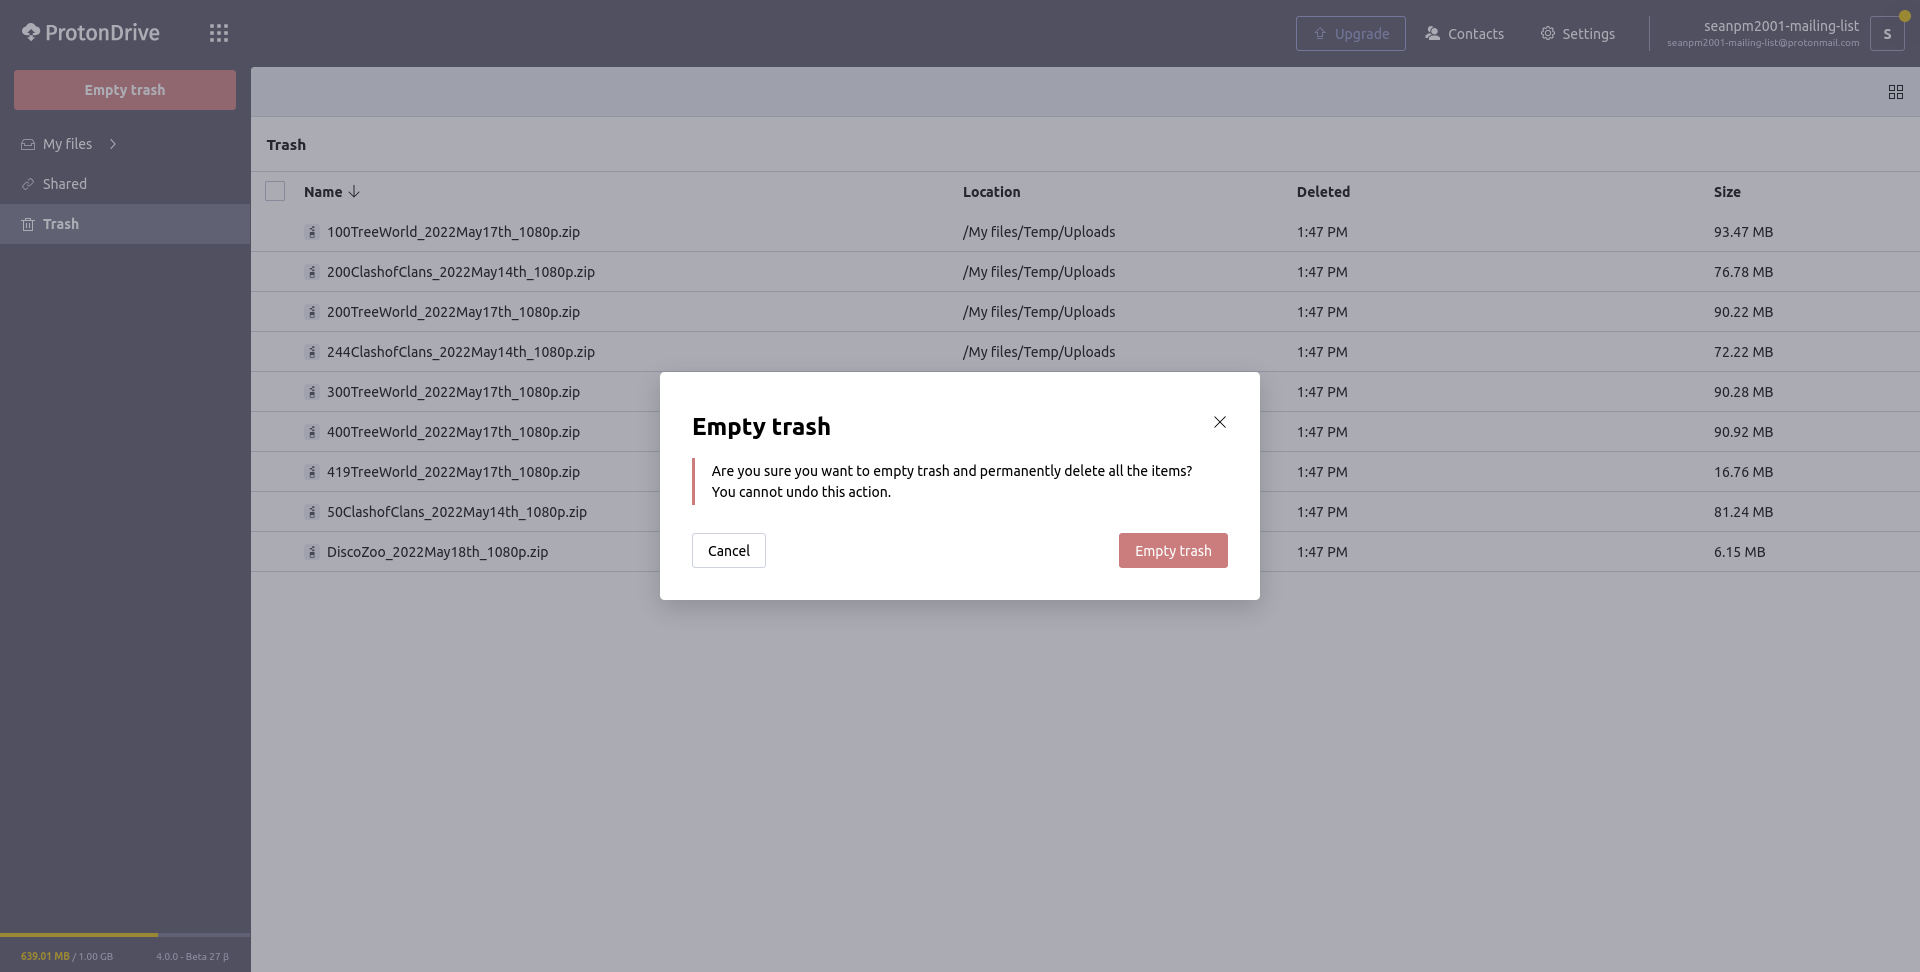 ProtonDrive
Upgrade
Contacts
Settings
seanpm2001-mailing-list
seanpm2001-mailing-list@protonmail.com
S
Empty trash
My files
Shared
Trash
Trash
Name Location Deleted Size
100TreeWorld_2022May17th_1080p.zip /My files/Temp/Uploads 1:47 PM 93.47 MB
200ClashofClans_2022May14th_1080p.zip /My files/Temp/Uploads 1:47 PM 76.78 MB
200TreeWorld_2022May17th_1080p.zip /My files/Temp/Uploads 1:47 PM 90.22 MB
244ClashofClans_2022May14th_1080p.zip /My files/Temp/Uploads 1:47 PM 72.22 MB
300TreeWorld_2022May17th_1080p.zip 1:47 PM 90.28 MB
400TreeWorld_2022May17th_1080p.zip 1:47 PM 90.92 MB
419TreeWorld_2022May17th_1080p.zip 1:47 PM 16.76 MB
50ClashofClans_2022May14th_1080p.zip 1:47 PM 81.24 MB
DiscoZoo_2022May18th_1080p.zip 1:47 PM 6.15 MB
Empty trash
Are you sure you want to empty trash and permanently delete all the items?
You cannot undo this action.
Cancel
Empty trash
639.01 MB / 1.00 GB
4.0.0 - Beta 27 β